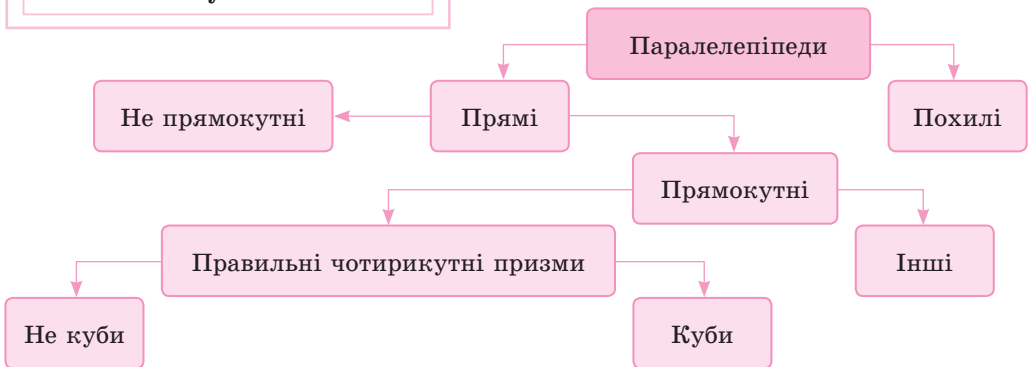 Паралелепіпеди
Не прямокутні
Прямі
Похилі
Прямокутні
Правильні чотирикутні призми
Інші
Не куби
Куби